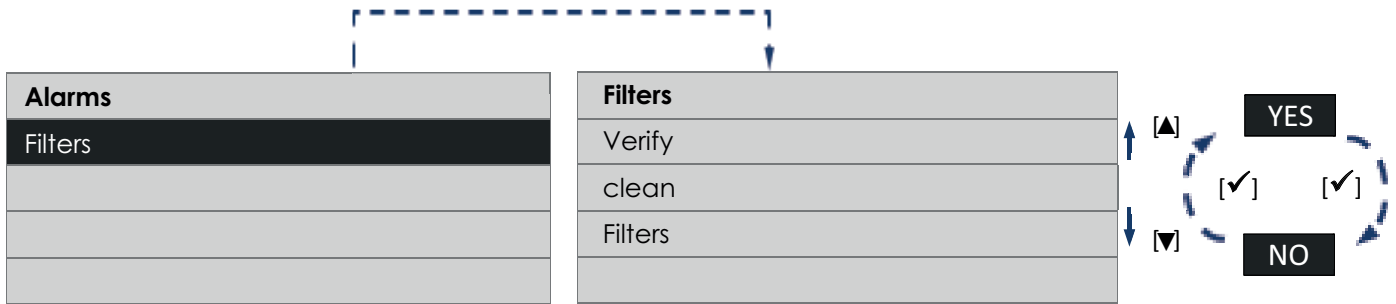 Alarms
Filters
Filters
Verify
clean
Filters
[▲]
[▼]
YES
[✓] [✓]
NO